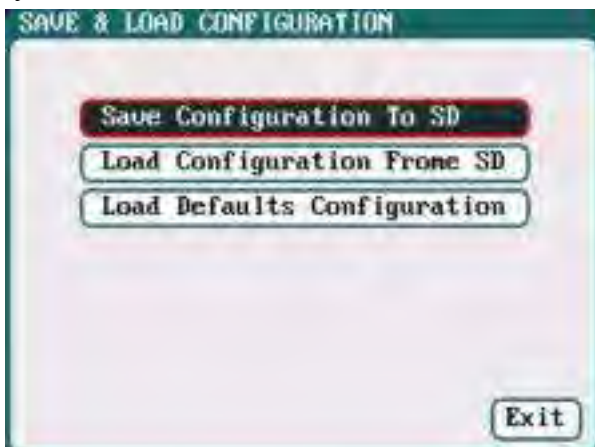 SAVE & LOAD CONFIGURATION
Save Configuration To SD
Load Configuration Frome SD
Load Defaults Configuration
Exit